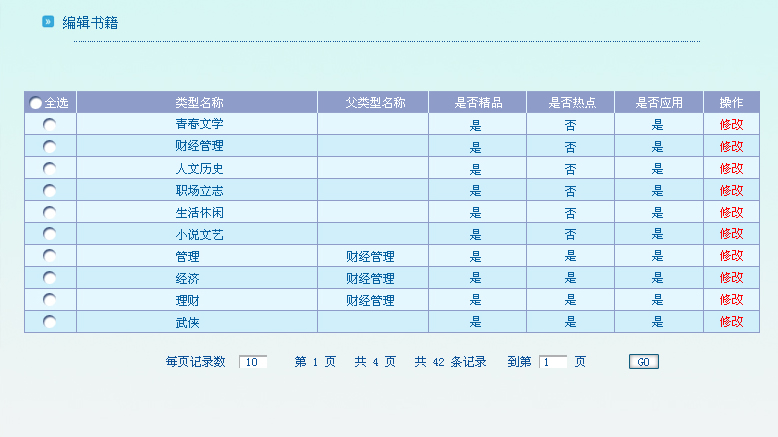 编辑书籍
全选 类型名称 父类型名称 是否精品 是否热点 是否应用 操作
青春文学 是 否 是 修改
财经管理 是 否 是 修改
人文历史 是 否 是 修改
职场立志 是 否 是 修改
生活休闲 是 否 是 修改
小说文艺 是 否 是 修改
管理 财经管理 是 是 是 修改
经济 财经管理 是 是 是 修改
理财 财经管理 是 是 是 修改
武侠 是 是 是 修改
每页记录数 10 第 1 页 共 4 页 共 42 条记录 到第 1 页 GO